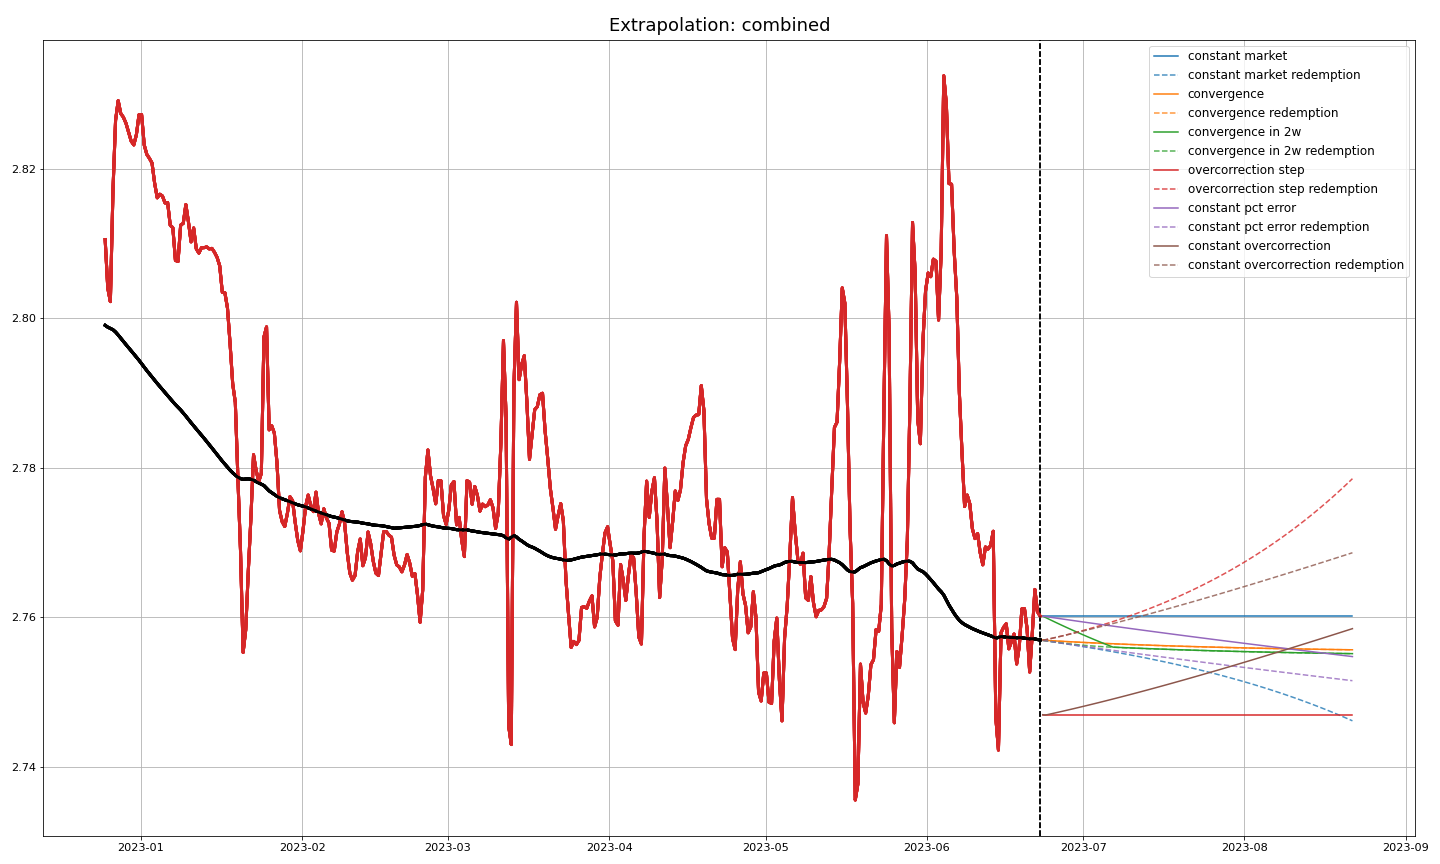 Extrapolation: combined
constant market
constant market redemption
convergence
convergence redemption
convergence in 2w
convergence in 2w redemption
overcorrection step
overcorrection step redemption
constant pct error
constant pct error redemption
constant overcorrection
constant overcorrection redemption
2.82
2.80
2.78
2.76
2.74
2023-01 2023-02 2023-03 2023-04 2023-05 2023-06 2023-07 2023-08 2023-09